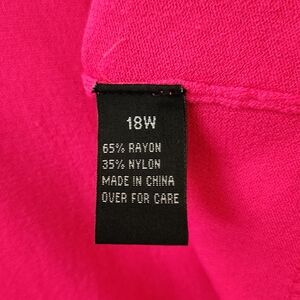 18W
65% RAYON
35% NYLON
MADE IN CHINA
OVER FOR CARE